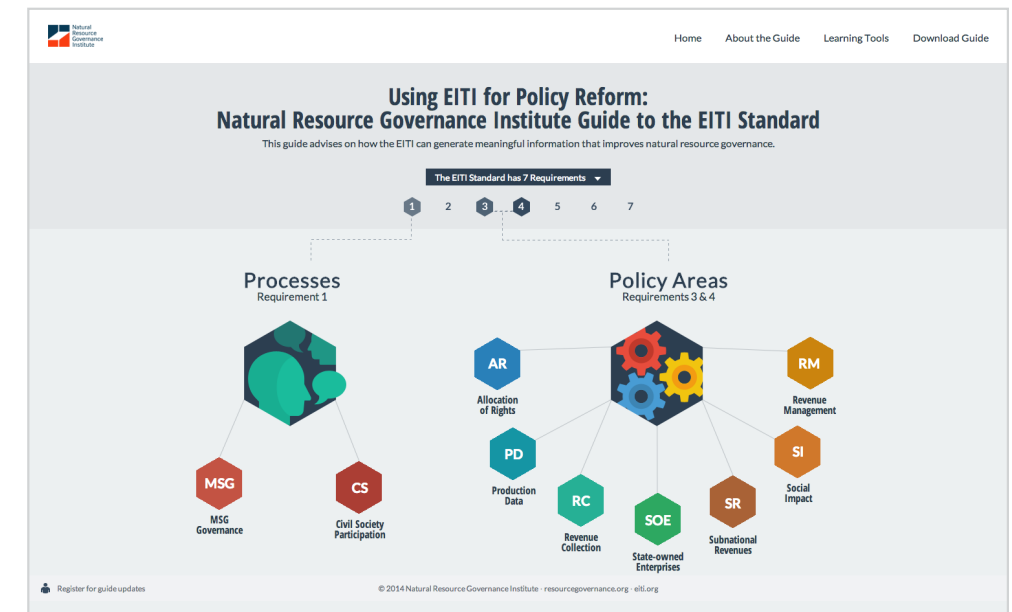 Natural
Resource
Governance
Institute
Home About the Guide Learning Tools Download Guide
Using EITI for Policy Reform:
Natural Resource Governance Institute Guide to the EITI Standard
This guide advises on how the EITI can generate meaningful information that improves natural resource governance.
The EITI Standard has 7 Requirements
1 2 3 4 5 6 7
Processes
Requirement 1
MSG
MSG
Governance
CS
Civil Society
Participation
Policy Areas
Requirements 3 & 4
AR
Allocation
of Rights
PD
Production
Data
RC
Revenue
Collection
SOE
State-owned
Enterprises
SR
Subnational
Revenues
SI
Social
Impact
RM
Revenue
Management
Register for guide updates
© 2014 Natural Resource Governance Institute · resourcegovernance.org · eiti.org